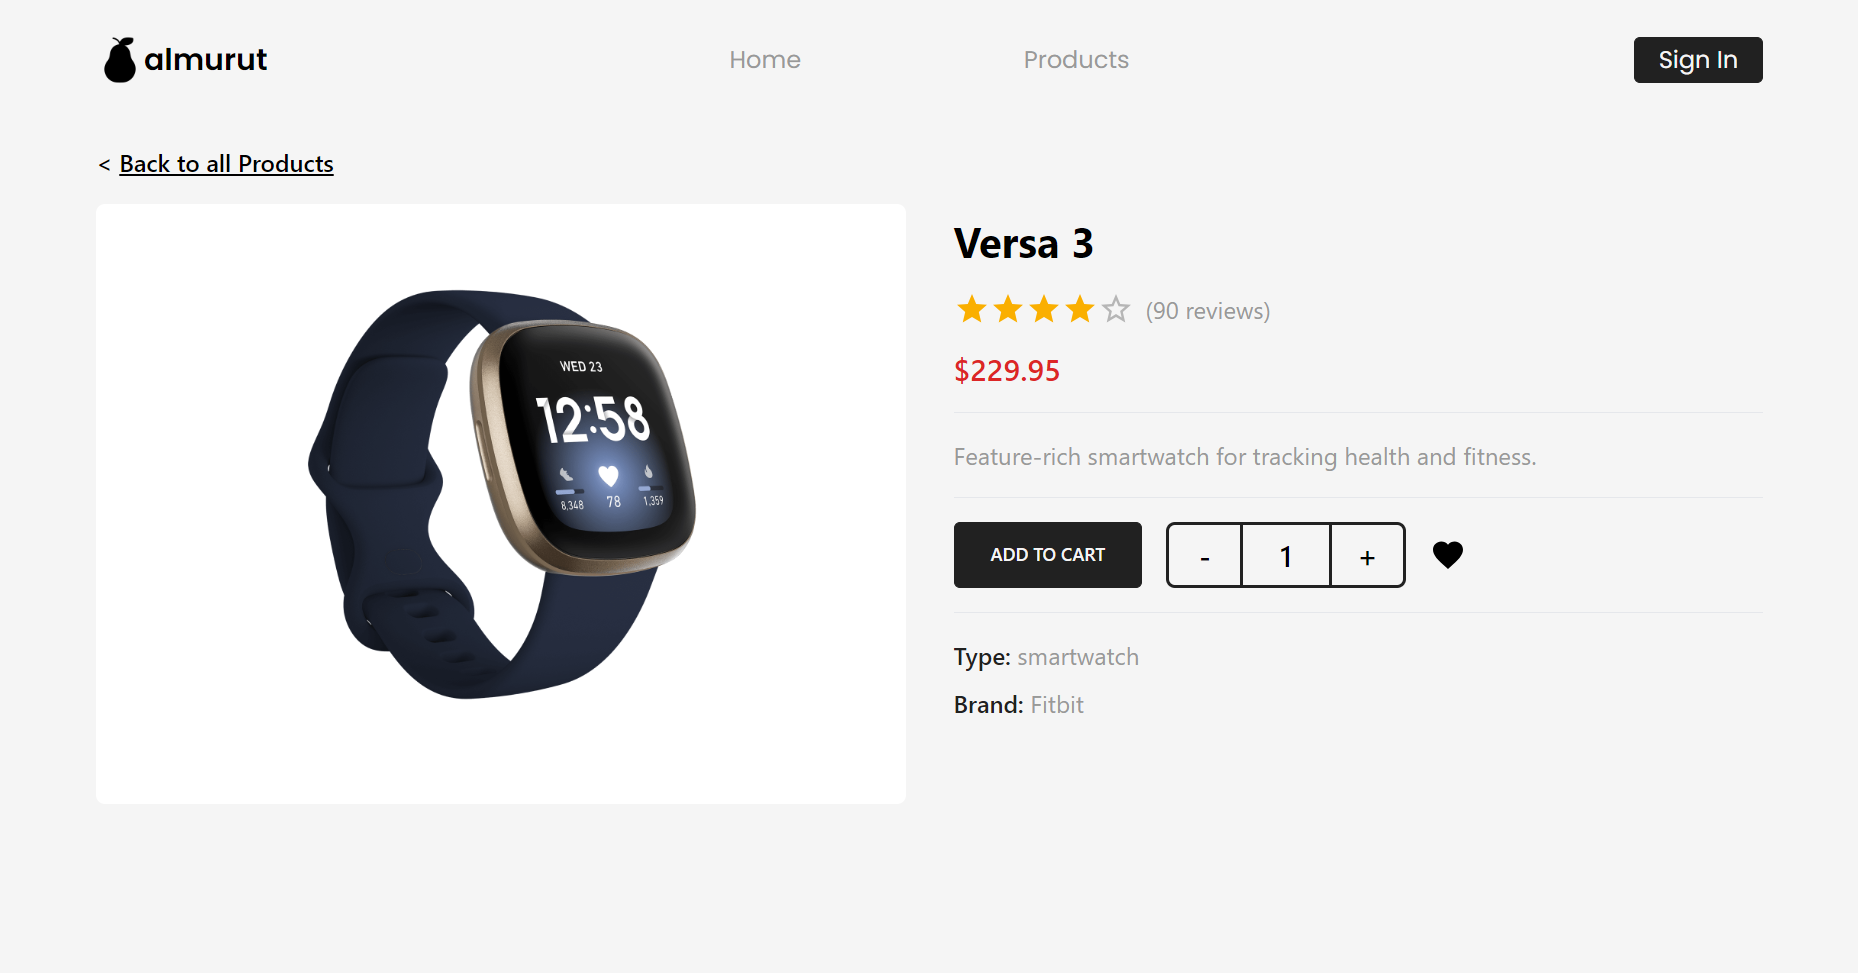 almurut
Home
Products
Sign In
< Back to all Products
WED 23
12:58
8,348
78
1,359
Versa 3
(90 reviews)
$229.95
Feature-rich smartwatch for tracking health and fitness.
ADD TO CART
- 1 +
Type: smartwatch
Brand: Fitbit